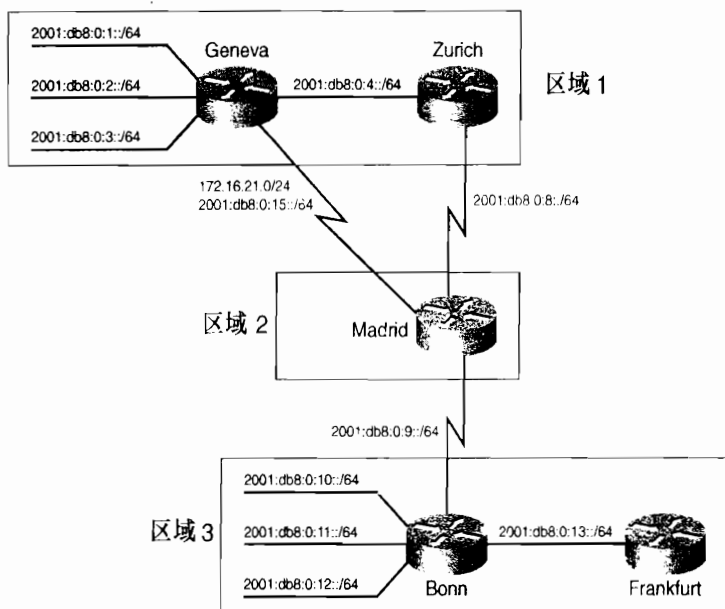 2001:db8:0:1::/64
Geneva
Zurich
2001:db8:0:2::/64
2001:db8:0:4::/64
区域 1
2001:db8:0:3::/64
172.16.21.0/24
2001:db8:0:15::/64
2001:db8:0:8::/64
区域 2
Madrid
2001:db8:0:9::/64
2001:db8:0:10::/64
区域 3
2001:db8:0:11::/64
2001:db8:0:13::/64
2001:db8:0:12::/64
Bonn
Frankfurt